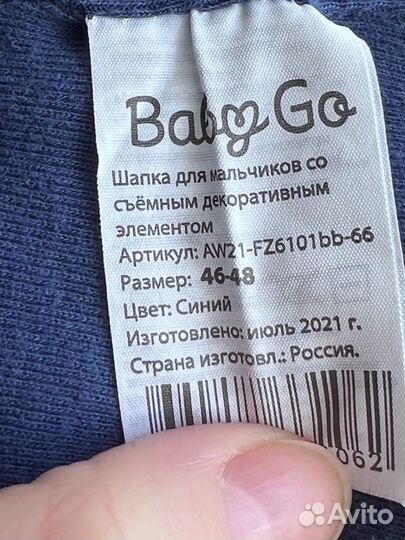 Baby Go
Шапка для мальчиков со
съёмным декоративным
элементом
Артикул: AW21-FZ6101bb-66
Размер: 46-48
Цвет: Синий
Изготовлено: июль 2021 г.
Страна изготовл.: Россия.
062
Avito